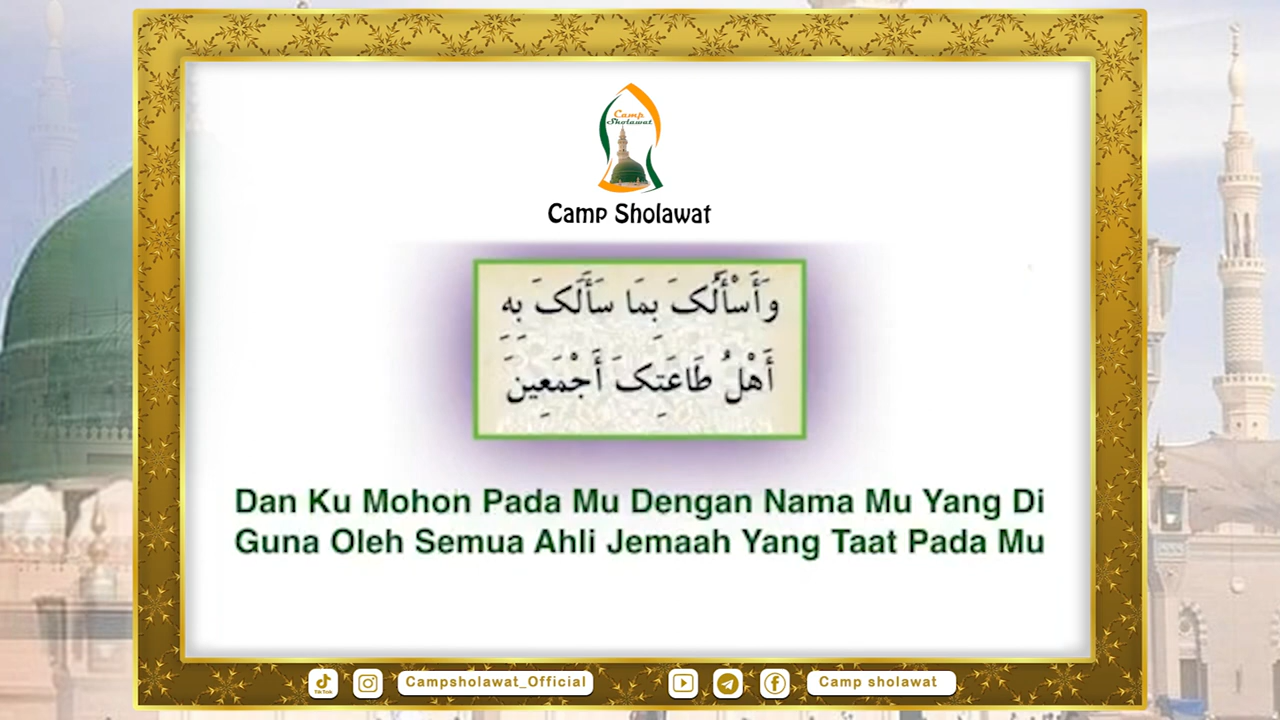 Camp
Sholawat
Camp Sholawat
وَأَسْأَلُكَ بِمَا سَأَلَكَ بِهِ
أَهْلُ طَاعَتِكَ أَجْمَعِينَ
Dan Ku Mohon Pada Mu Dengan Nama Mu Yang Di
Guna Oleh Semua Ahli Jemaah Yang Taat Pada Mu
TikTok
Campsholawat_Official
Camp sholawat